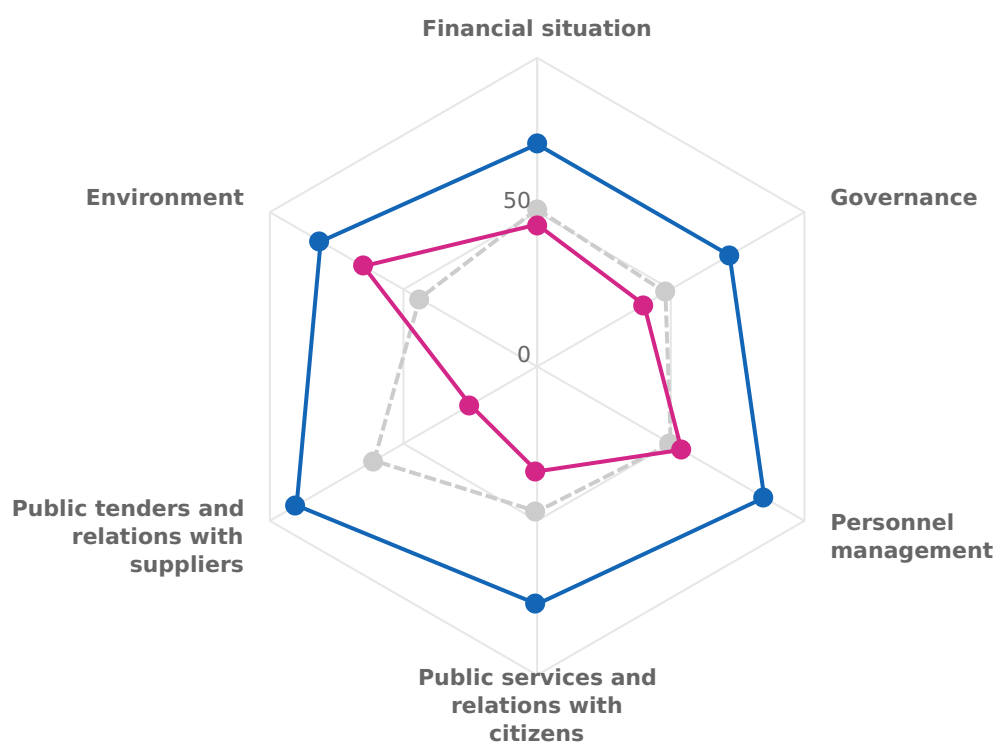 Financial situation
Environment
Governance
50
0
Public tenders and
relations with
suppliers
Personnel
management
Public services and
relations with
citizens